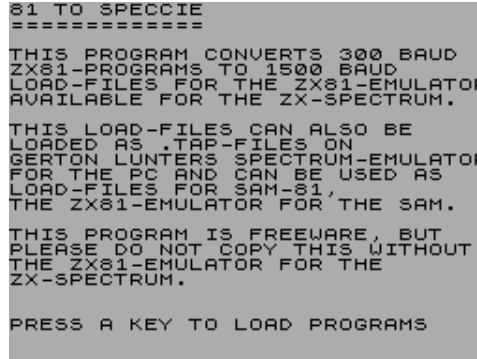 81 TO SPECCIE
=============
THIS PROGRAM CONVERTS 300 BAUD
ZX81-PROGRAMS TO 1500 BAUD
LOAD-FILES FOR THE ZX81-EMULATOR
AVAILABLE FOR THE ZX-SPECTRUM.
THIS LOAD-FILES CAN ALSO BE
LOADED AS .TAP-FILES ON
GERTON LUNTERS SPECTRUM-EMULATOR
FOR THE PC AND CAN BE USED AS
LOAD-FILES FOR SAM-81,
THE ZX81-EMULATOR FOR THE SAM.
THIS PROGRAM IS FREEWARE, BUT
PLEASE DO NOT COPY THIS WITHOUT
THE ZX81-EMULATOR FOR THE
ZX-SPECTRUM.
PRESS A KEY TO LOAD PROGRAMS